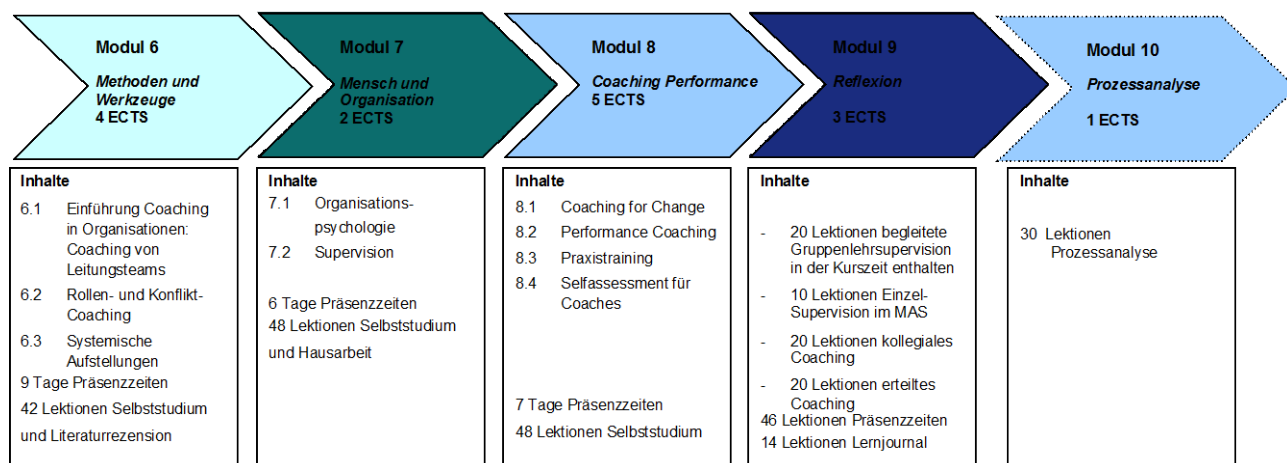 Modul 6
Methoden und
Werkzeuge
4 ECTS
Modul 7
Mensch und
Organisation
2 ECTS
Modul 8
Coaching Performance
5 ECTS
Modul 9
Reflexion
3 ECTS
Modul 10
Prozessanalyse
1 ECTS
Inhalte
6.1 Einführung Coaching
in Organisationen:
Coaching von
Leitungsteams
6.2 Rollen- und Konflikt-
Coaching
6.3 Systemische
Aufstellungen
9 Tage Präsenzzeiten
42 Lektionen Selbststudium
und Literaturrezension
Inhalte
7.1 Organisations-
psychologie
7.2 Supervision
6 Tage Präsenzzeiten
48 Lektionen Selbststudium
und Hausarbeit
Inhalte
8.1 Coaching for Change
8.2 Performance Coaching
8.3 Praxistraining
8.4 Selfassessment für
Coaches
7 Tage Präsenzzeiten
48 Lektionen Selbststudium
Inhalte
- 20 Lektionen begleitete
Gruppenlehrsupervision
in der Kurszeit enthalten
- 10 Lektionen Einzel-
Supervision im MAS
- 20 Lektionen kollegiales
Coaching
- 20 Lektionen erteiltes
Coaching
46 Lektionen Präsenzzeiten
14 Lektionen Lernjournal
Inhalte
30 Lektionen
Prozessanalyse